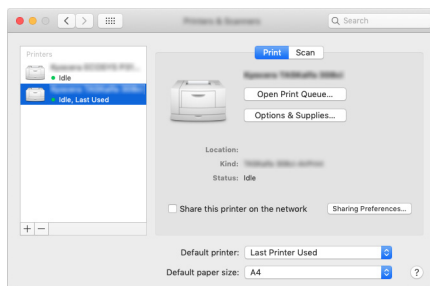 Search
Printers
Idle
Idle, Last Used
Print Scan
Open Print Queue...
Options & Supplies...
Location:
Kind:
Status: Idle
Share this printer on the network Sharing Preferences...
+ −
Default printer: Last Printer Used
Default paper size: A4
?